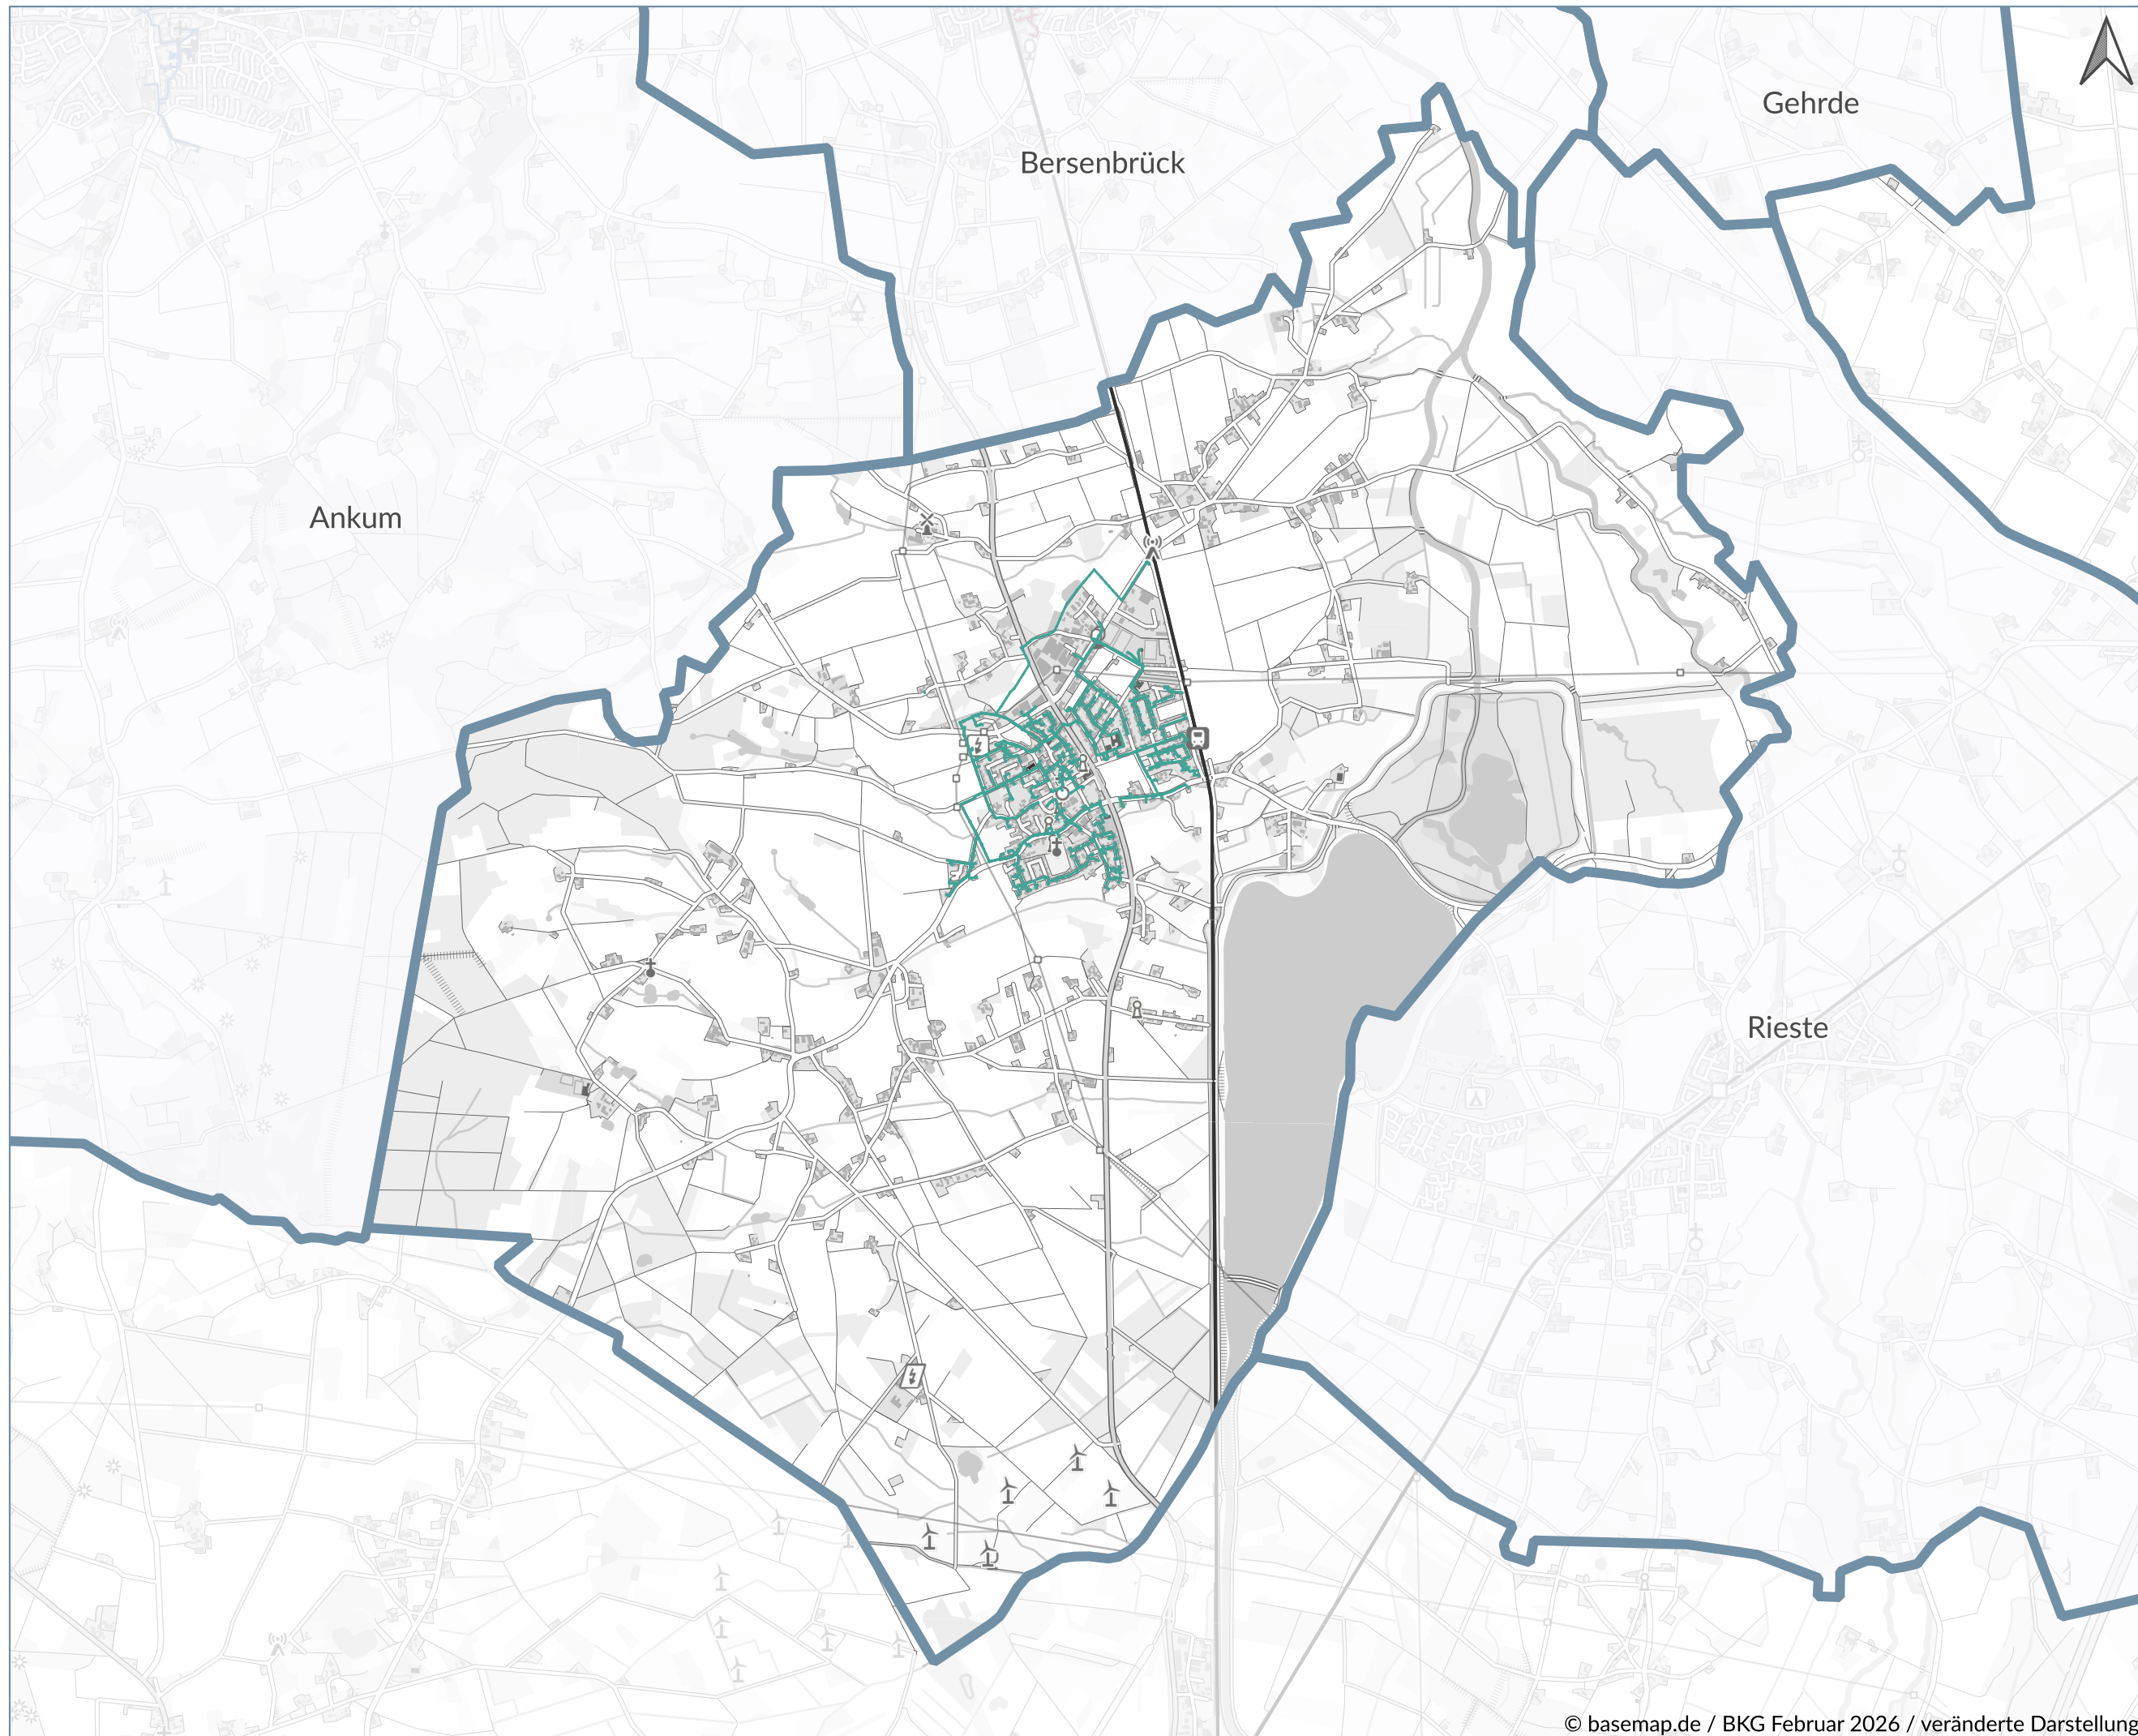 Gehrde
Bersenbrück
Ankum
Rieste
© basemap.de / BKG Februar 2026 / veränderte Darstellung